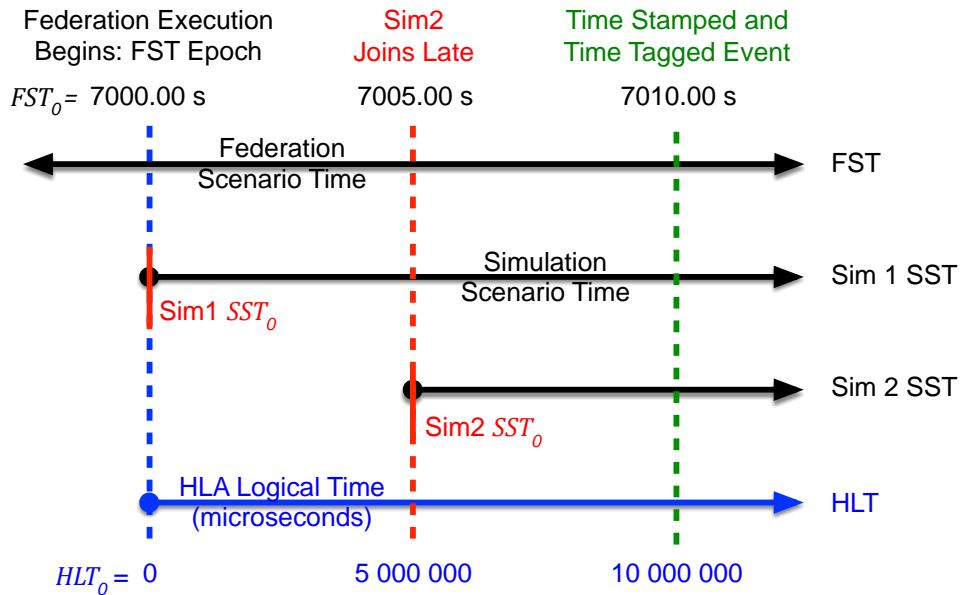 Federation Execution
Begins: FST Epoch
Sim2
Joins Late
Time Stamped and
Time Tagged Event
FST₀ = 7000.00 s
7005.00 s
7010.00 s
Federation
Scenario Time
FST
Simulation
Scenario Time
Sim 1 SST
Sim1 SST₀
Sim 2 SST
Sim2 SST₀
HLA Logical Time
(microseconds)
HLT
HLT₀ = 0
5 000 000
10 000 000